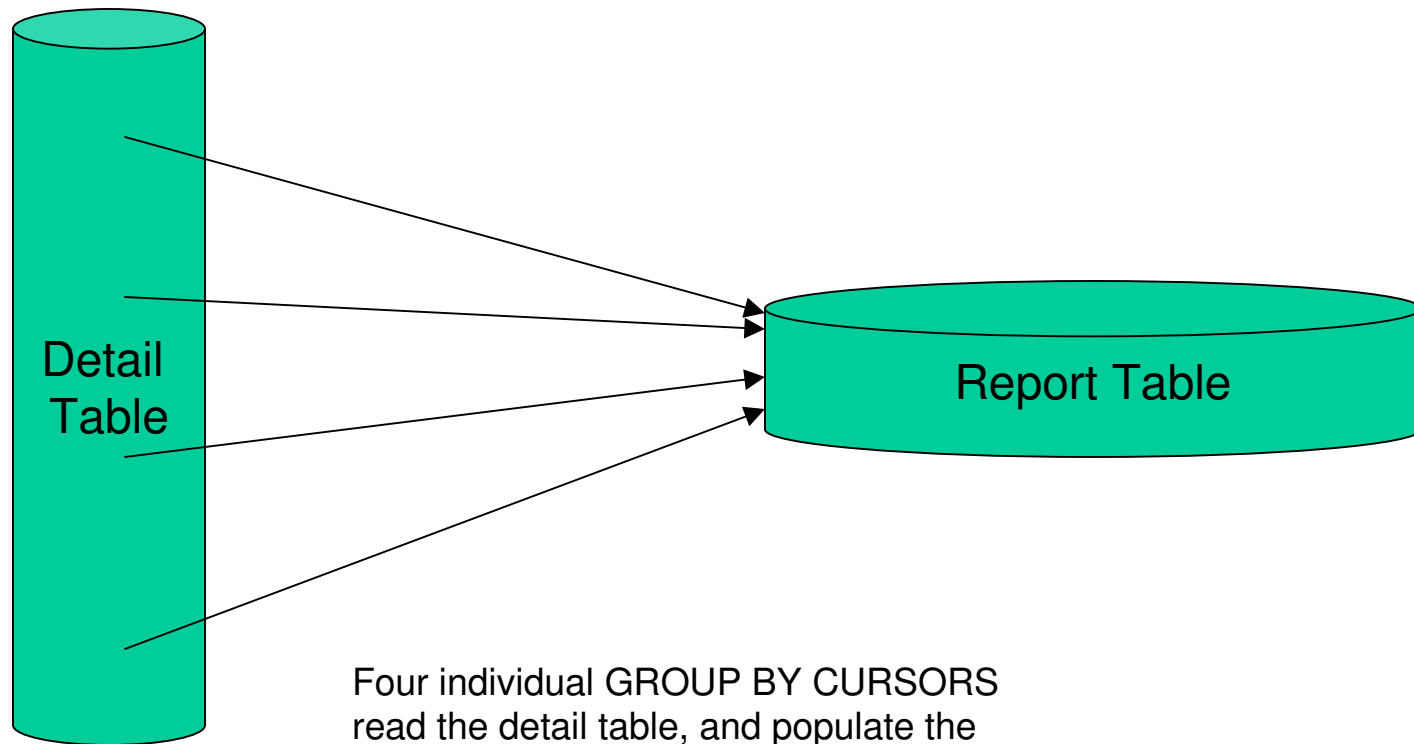 Detail
Table
Report Table
Four individual GROUP BY CURSORS
read the detail table, and populate the